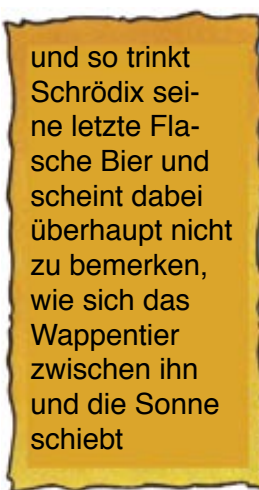 und so trinkt
Schrödix sei-
ne letzte Fla-
sche Bier und
scheint dabei
überhaupt nicht
zu bemerken,
wie sich das
Wappentier
zwischen ihn
und die Sonne
schiebt